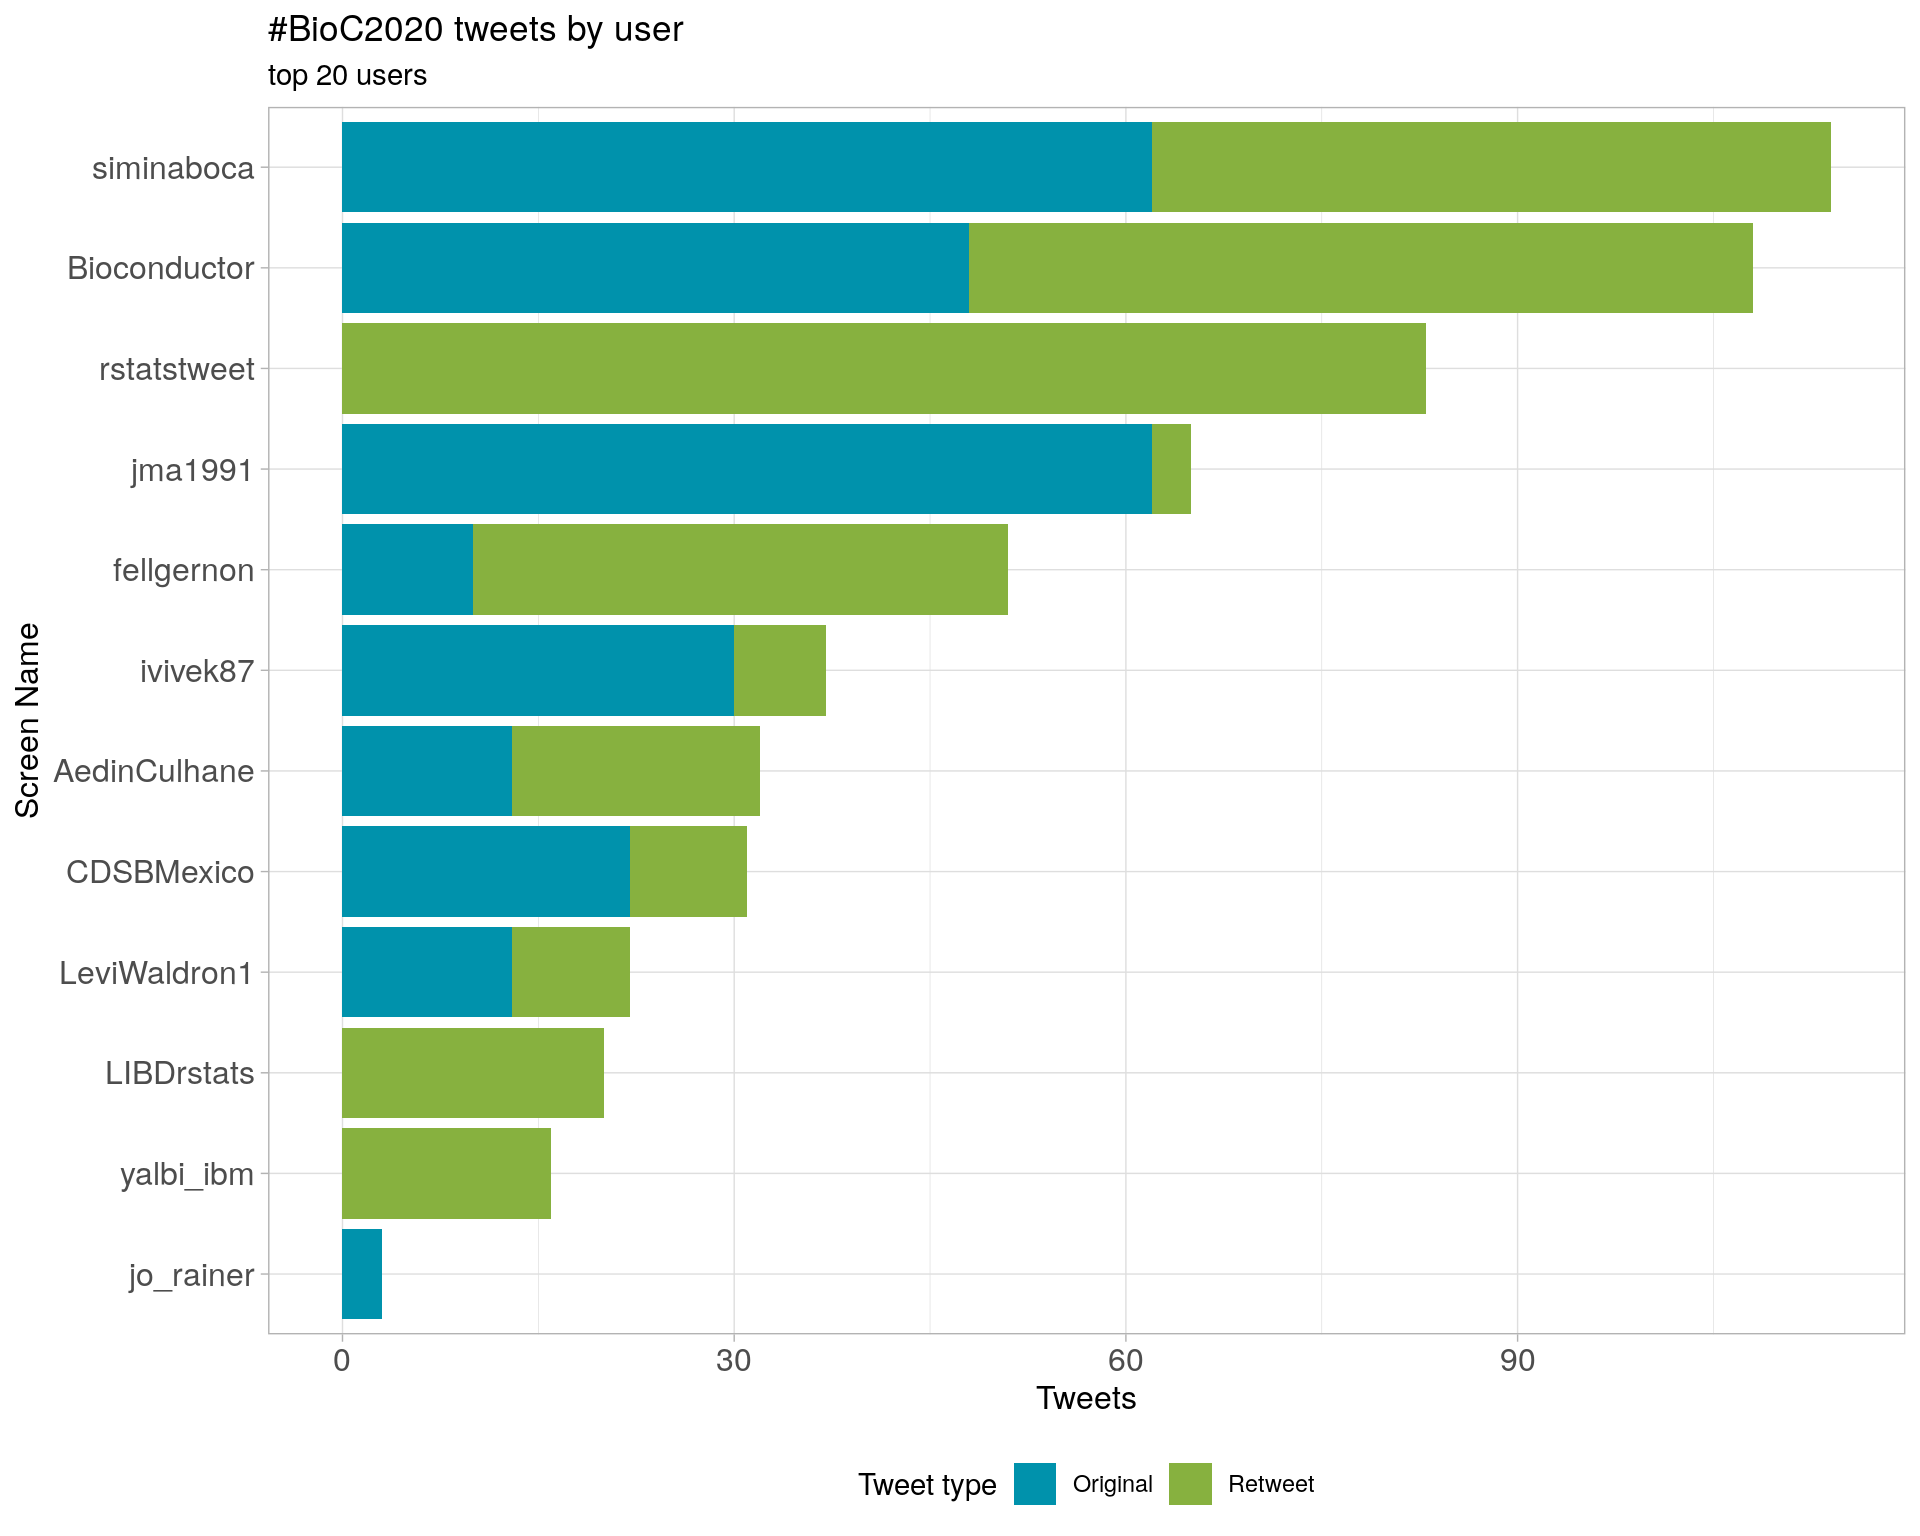 #BioC2020 tweets by user
top 20 users
Screen Name
siminaboca
Bioconductor
rstatstweet
jma1991
fellgernon
ivivek87
AedinCulhane
CDSBMexico
LeviWaldron1
LIBDrstats
yalbi_ibm
jo_rainer
0 30 60 90
Tweets
Tweet type Original Retweet